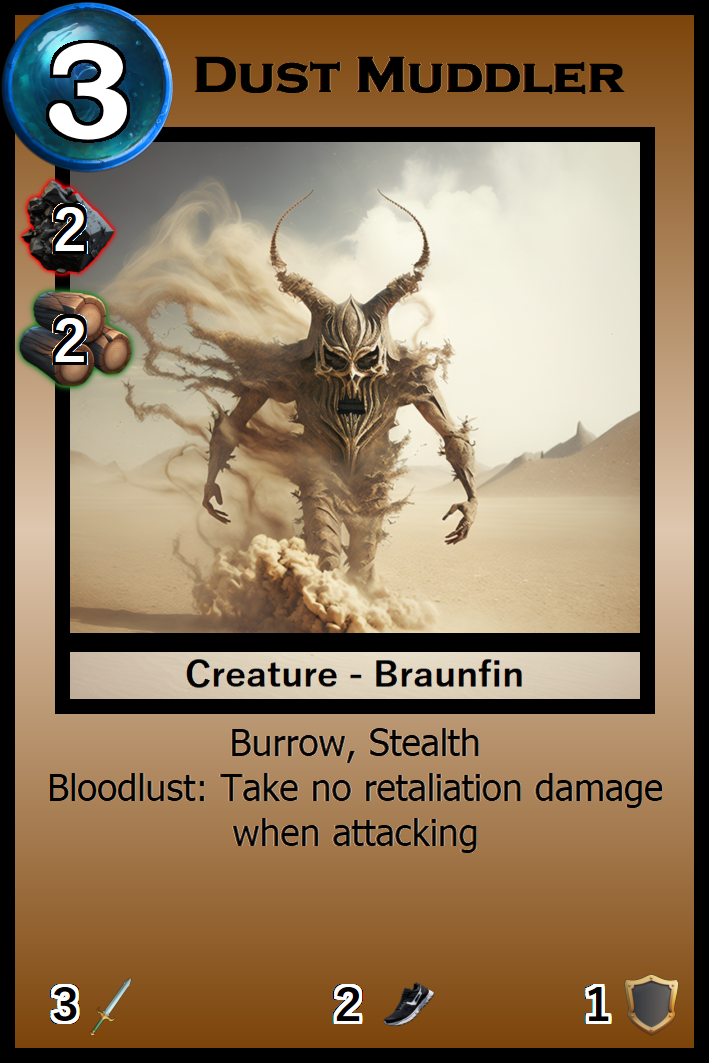 3
Dust Muddler
2
2
Creature - Braunfin
Burrow, Stealth
Bloodlust: Take no retaliation damage
when attacking
3 2 1